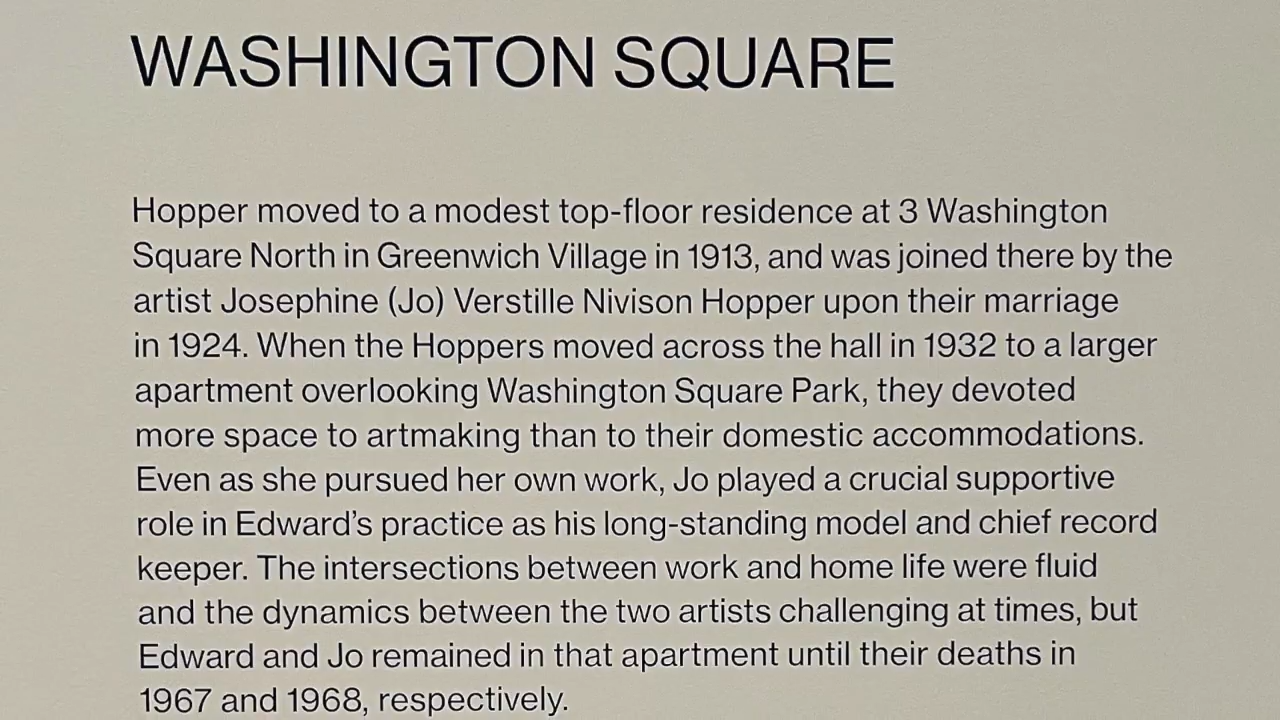 WASHINGTON SQUARE
Hopper moved to a modest top-floor residence at 3 Washington
Square North in Greenwich Village in 1913, and was joined there by the
artist Josephine (Jo) Verstille Nivison Hopper upon their marriage
in 1924. When the Hoppers moved across the hall in 1932 to a larger
apartment overlooking Washington Square Park, they devoted
more space to artmaking than to their domestic accommodations.
Even as she pursued her own work, Jo played a crucial supportive
role in Edward’s practice as his long-standing model and chief record
keeper. The intersections between work and home life were fluid
and the dynamics between the two artists challenging at times, but
Edward and Jo remained in that apartment until their deaths in
1967 and 1968, respectively.